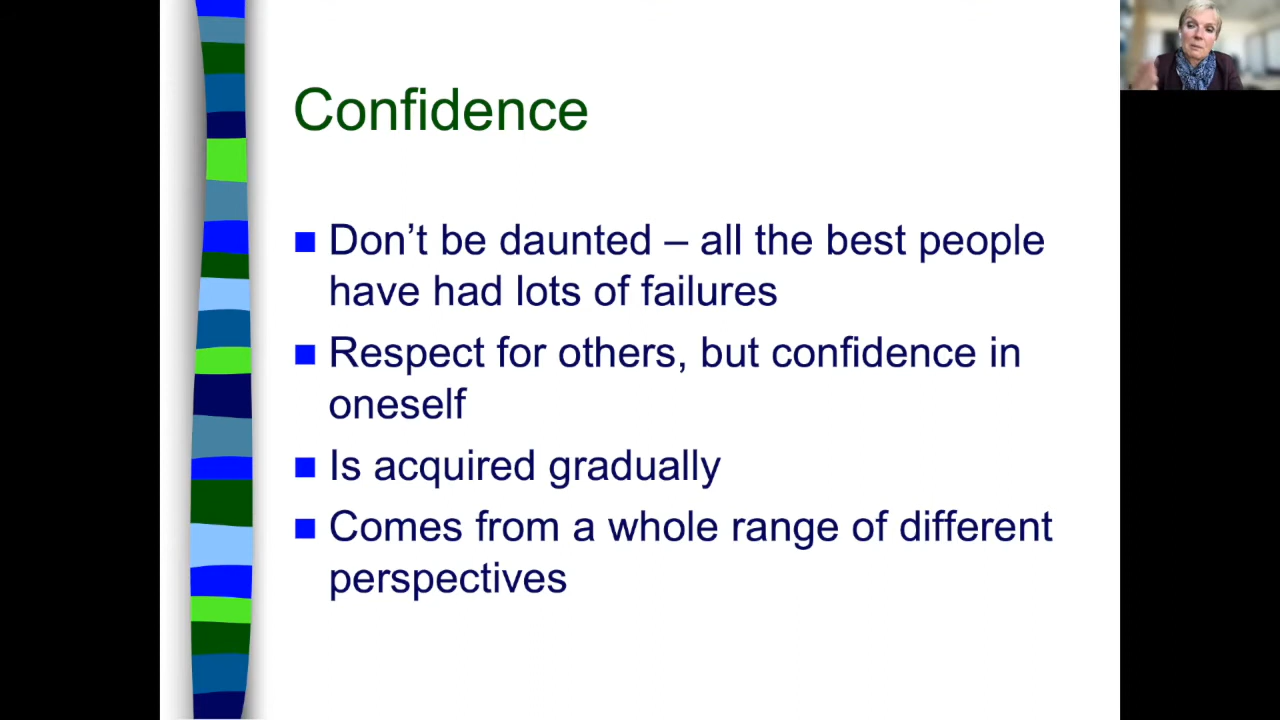 Confidence
Don’t be daunted – all the best people
have had lots of failures
Respect for others, but confidence in
oneself
Is acquired gradually
Comes from a whole range of different
perspectives